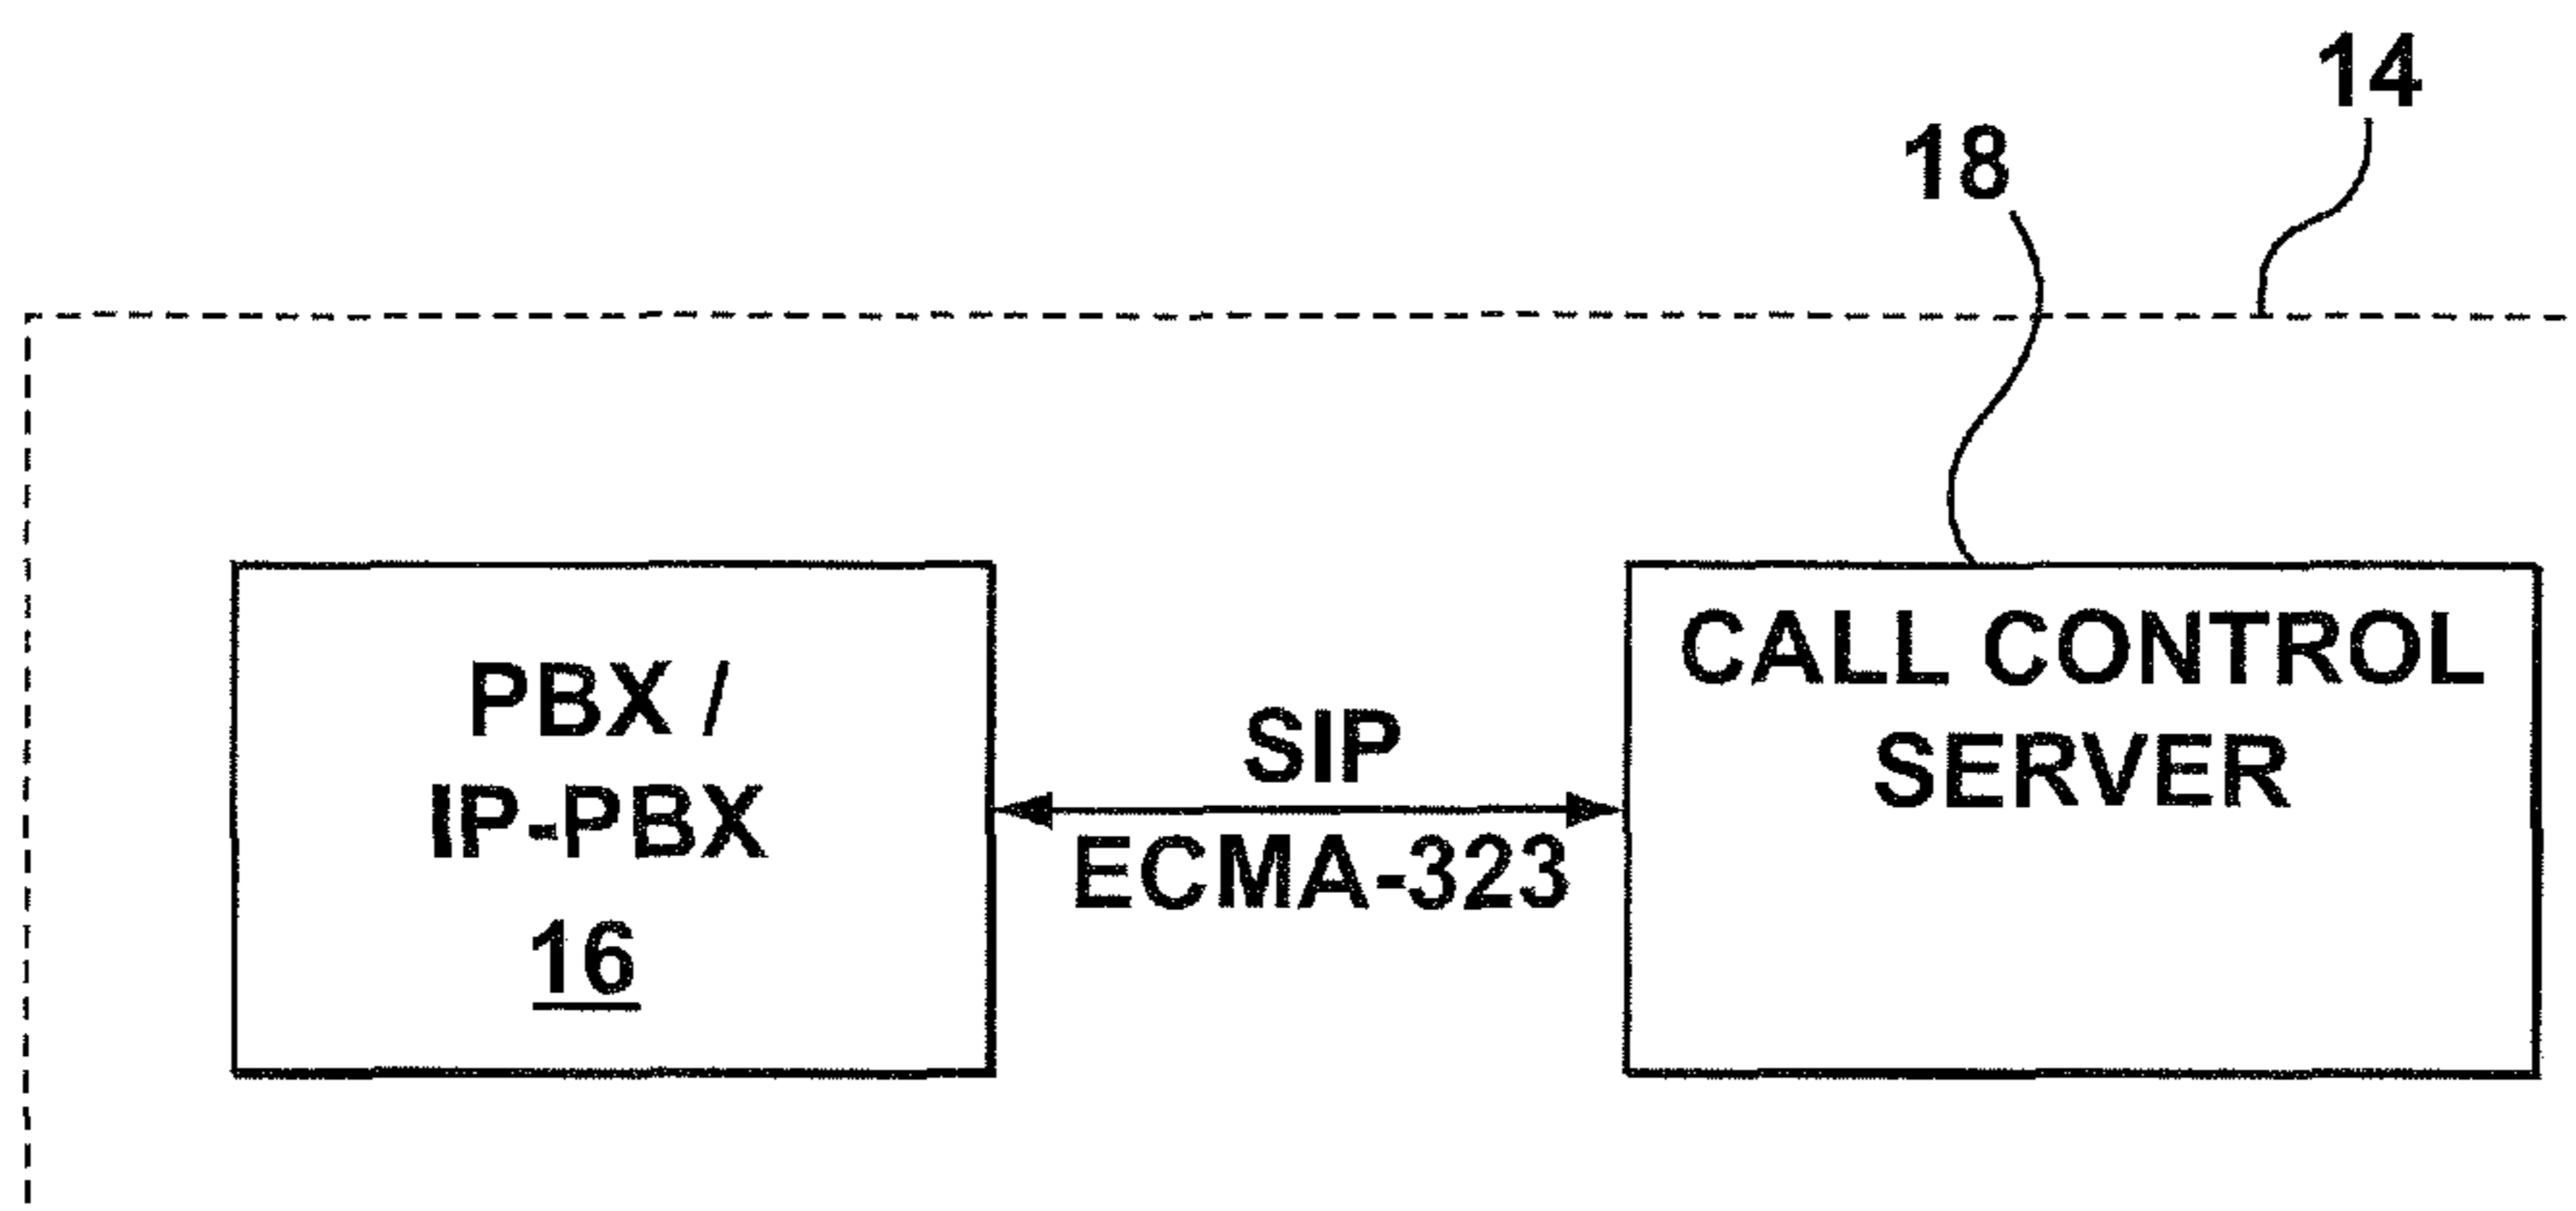 14
18
PBX /
IP-PBX
16
SIP
ECMA-323
CALL CONTROL
SERVER